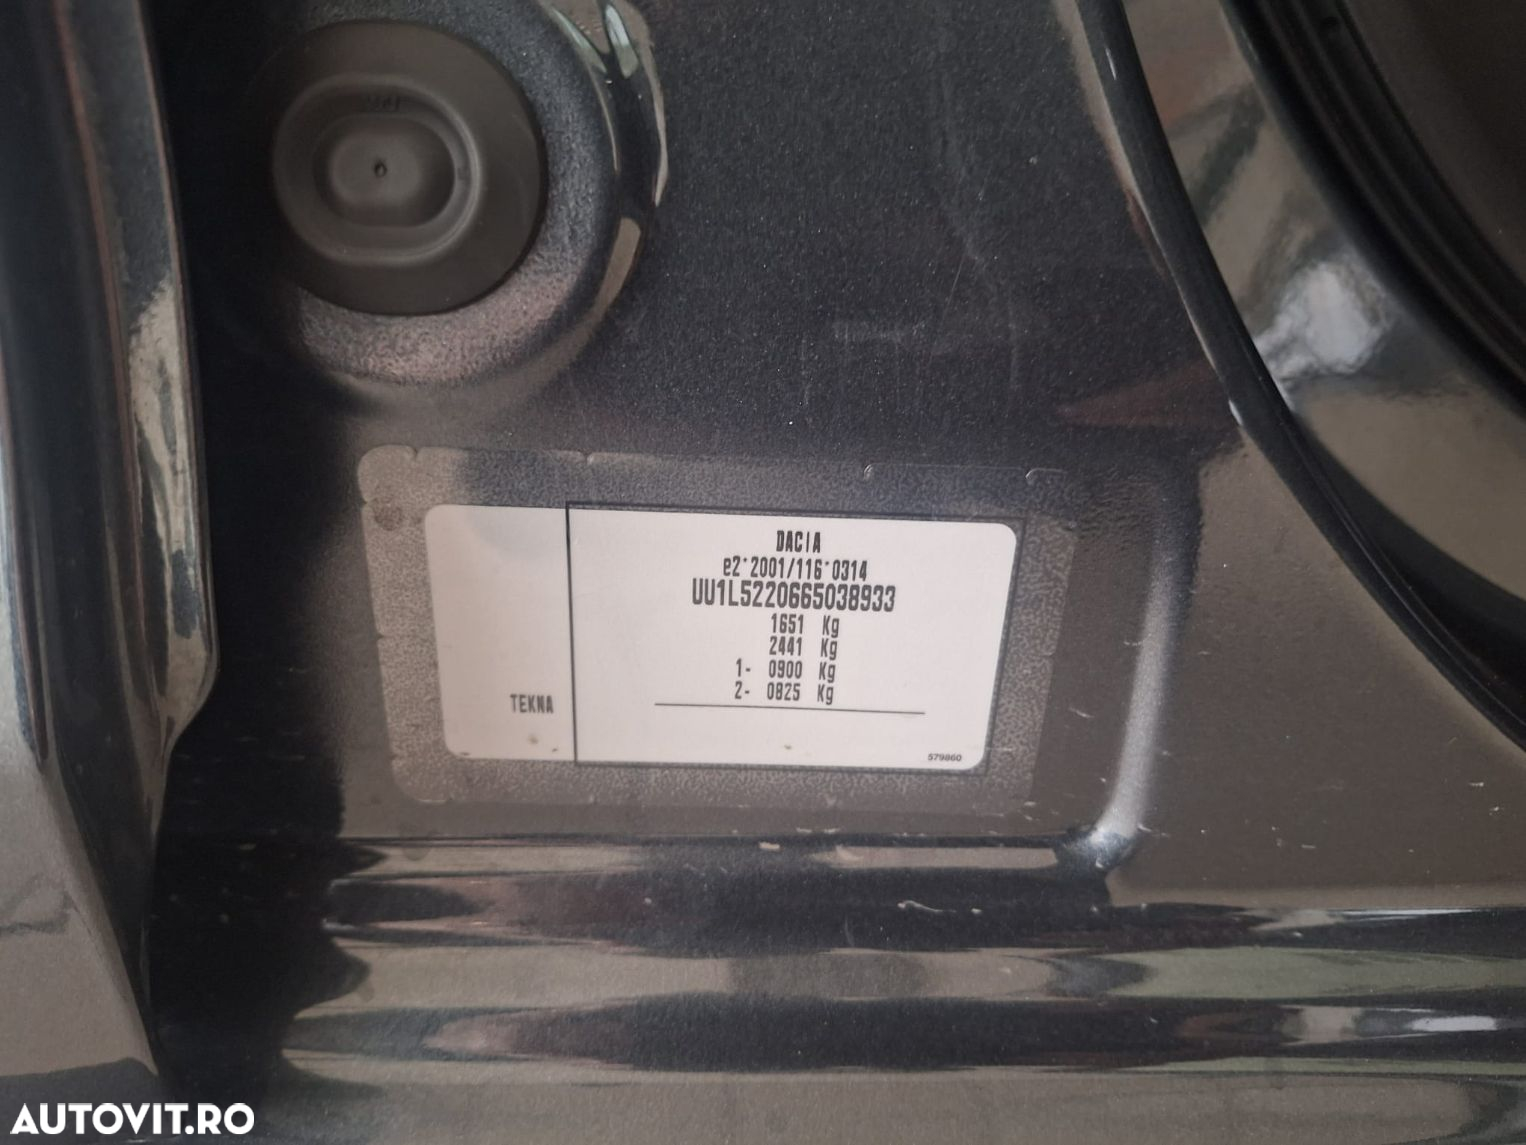 DACIA
e2*2001/116*0314
UU1L5220665038933
1651 Kg
2441 Kg
1- 0900 Kg
2- 0825 Kg
TEKNA
579860
AUTOVIT.RO